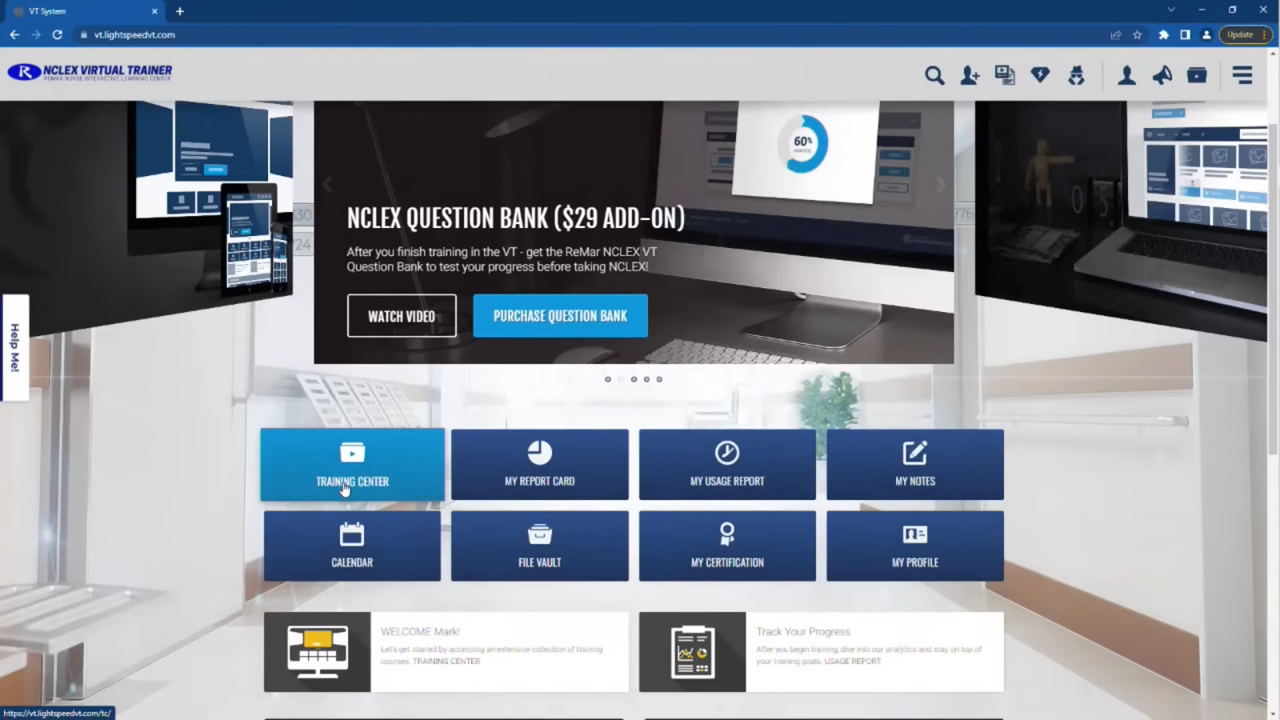 VT System
vt.lightspeedvt.com
Update
R NCLEX VIRTUAL TRAINER
REMAR NURSE INTERACTIVE LEARNING CENTER
60%
NCLEX QUESTION BANK ($29 ADD-ON)
After you finish training in the VT - get the ReMar NCLEX VT
Question Bank to test your progress before taking NCLEX!
WATCH VIDEO
PURCHASE QUESTION BANK
Help Me!
TRAINING CENTER
MY REPORT CARD
MY USAGE REPORT
MY NOTES
CALENDAR
FILE VAULT
MY CERTIFICATION
MY PROFILE
WELCOME Mark!
Let's get started by accessing an extensive collection of training
courses. TRAINING CENTER
Track Your Progress
After you begin training, dive into our analytics and stay on top of
your training goals. USAGE REPORT
https://vt.lightspeedvt.com/tc/